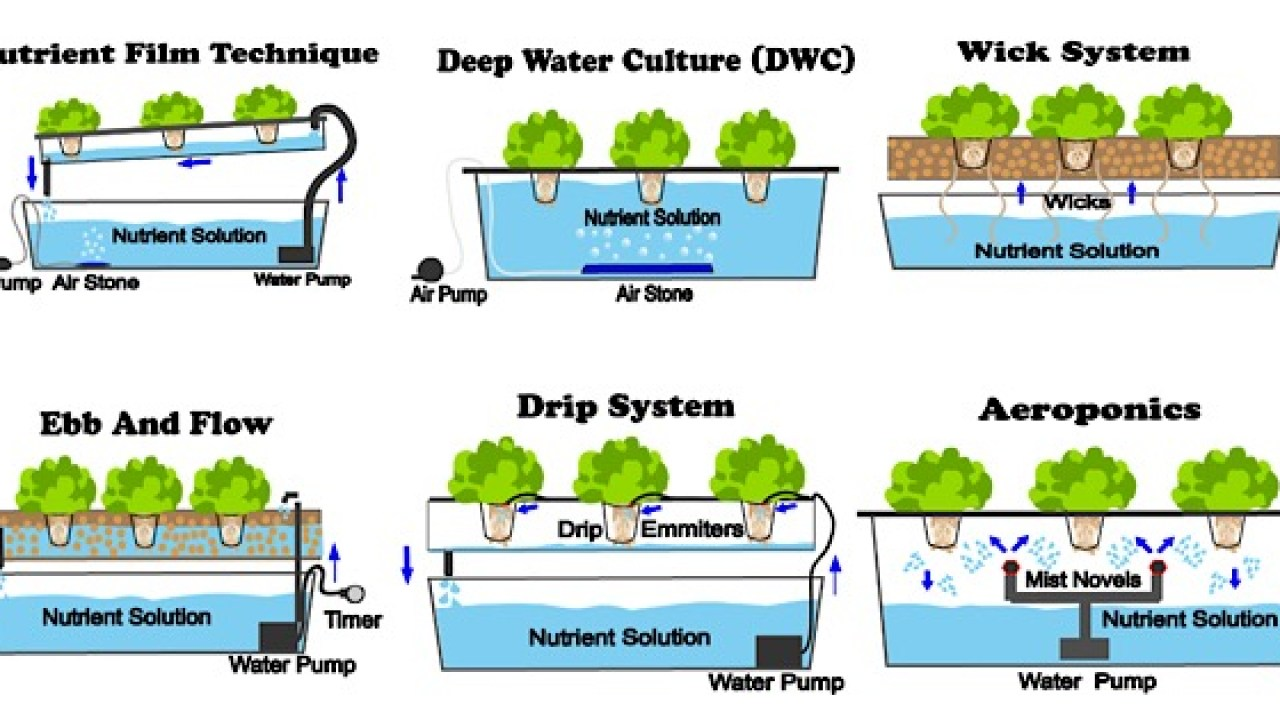 utrient Film Technique
Deep Water Culture (DWC)
Wick System
Nutrient Solution
ump Air Stone
Water Pump
Nutrient Solution
Air Pump
Air Stone
Wicks
Nutrient Solution
Ebb And Flow
Drip System
Aeroponics
Nutrient Solution
Timer
Water Pump
Drip Emmiters
Nutrient Solution
Water Pump
Mist Novels
Nutrient Solution
Water Pump